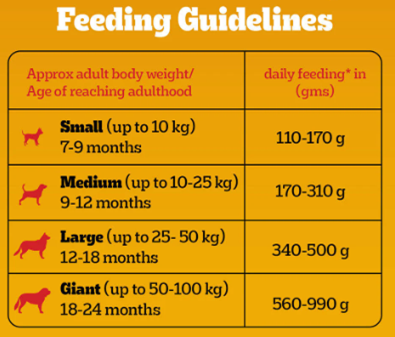 Feeding Guidelines
Approx adult body weight/
Age of reaching adulthood
daily feeding* in
(gms)
Small (up to 10 kg)
7-9 months
110-170 g
Medium (up to 10-25 kg)
9-12 months
170-310 g
Large (up to 25- 50 kg)
12-18 months
340-500 g
Giant (up to 50-100 kg)
18-24 months
560-990 g